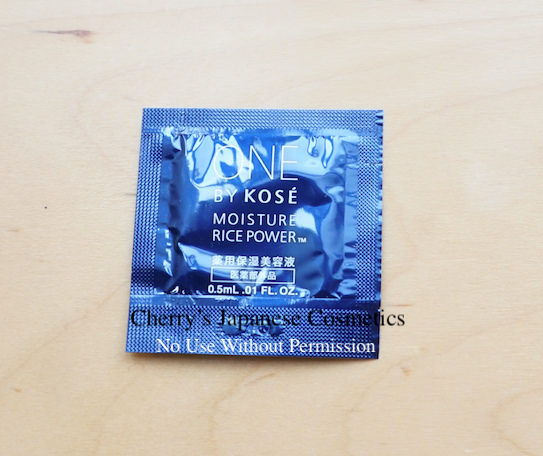 ONE
BY KOSÉ
MOISTURE
RICE POWER™
薬用保湿美容液
医薬部外品
0.5mL .01 FL. OZ.
Cherry's Japanese Cosmetics
No Use Without Permission